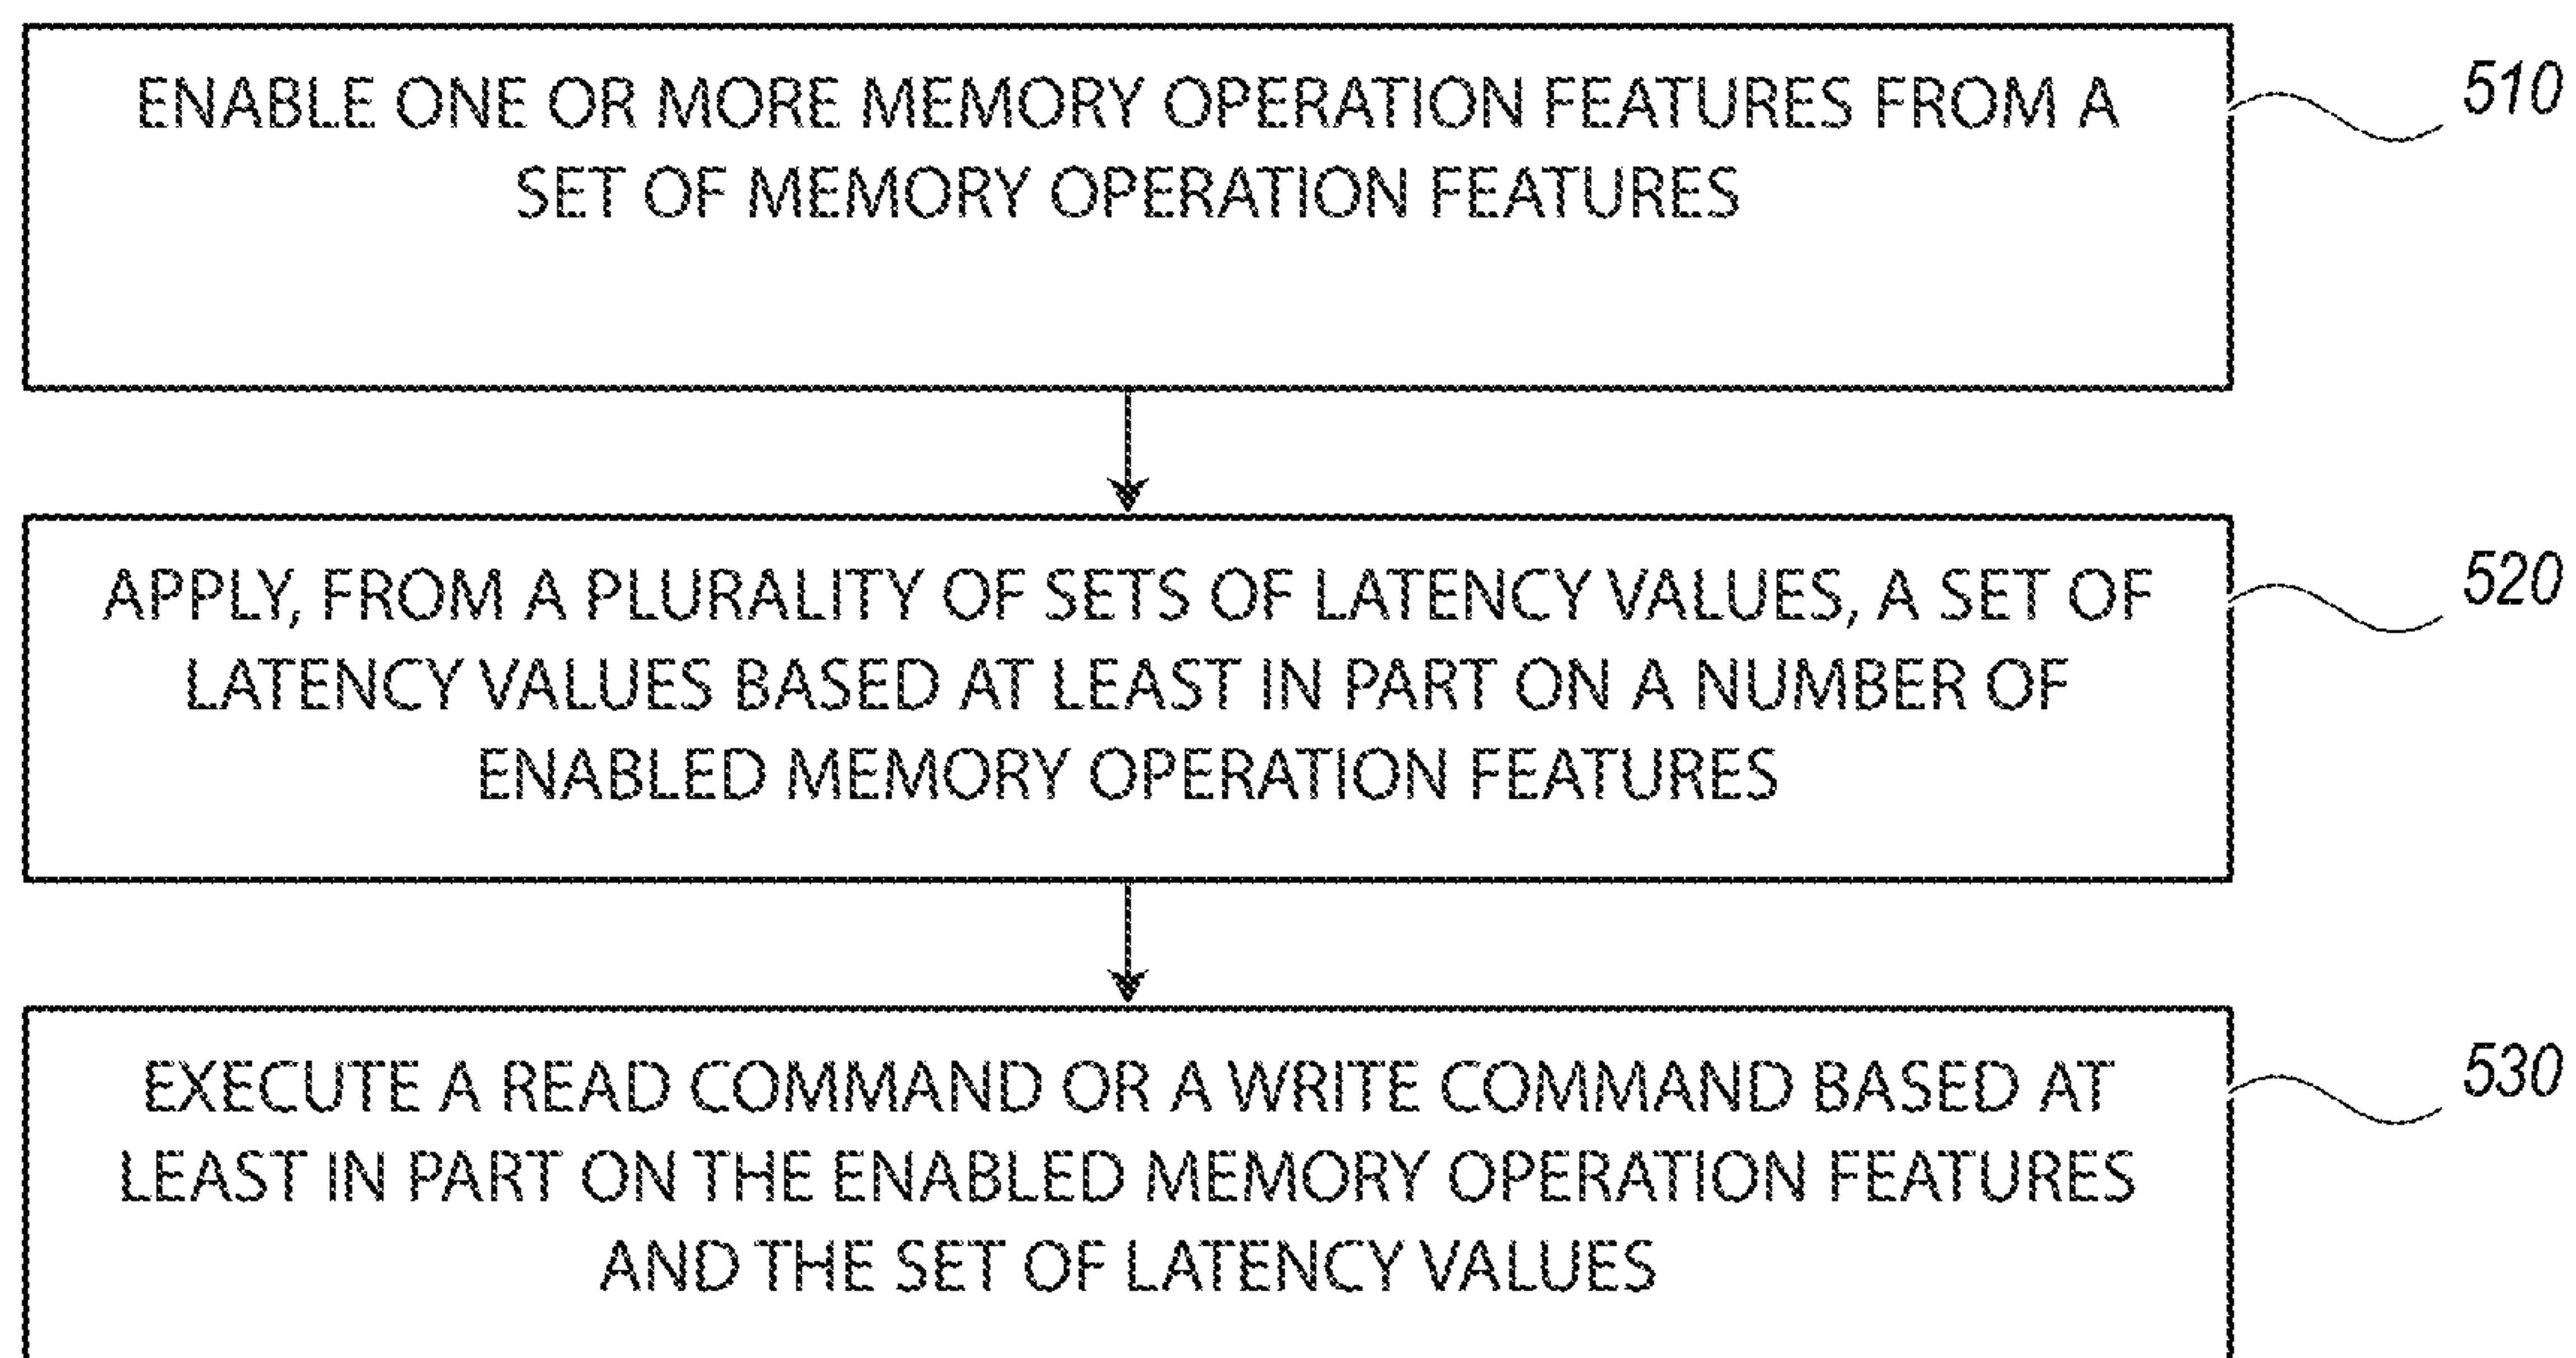 ENABLE ONE OR MORE MEMORY OPERATION FEATURES FROM A
SET OF MEMORY OPERATION FEATURES
510
APPLY, FROM A PLURALITY OF SETS OF LATENCY VALUES, A SET OF
LATENCY VALUES BASED AT LEAST IN PART ON A NUMBER OF
ENABLED MEMORY OPERATION FEATURES
520
EXECUTE A READ COMMAND OR A WRITE COMMAND BASED AT
LEAST IN PART ON THE ENABLED MEMORY OPERATION FEATURES
AND THE SET OF LATENCY VALUES
530